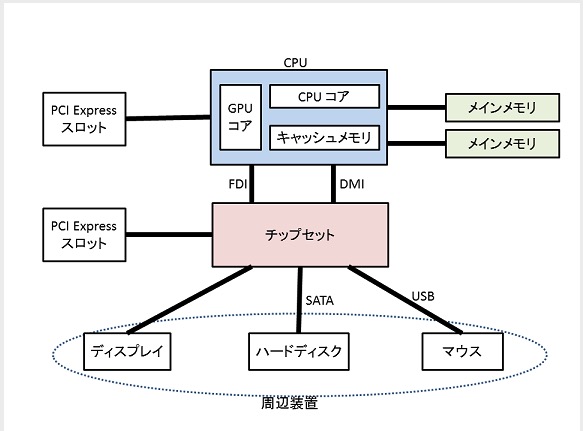 CPU
PCI Express
スロット
GPU
コア
CPU コア
キャッシュメモリ
メインメモリ
メインメモリ
FDI
DMI
PCI Express
スロット
チップセット
SATA
USB
ディスプレイ
ハードディスク
マウス
周辺装置